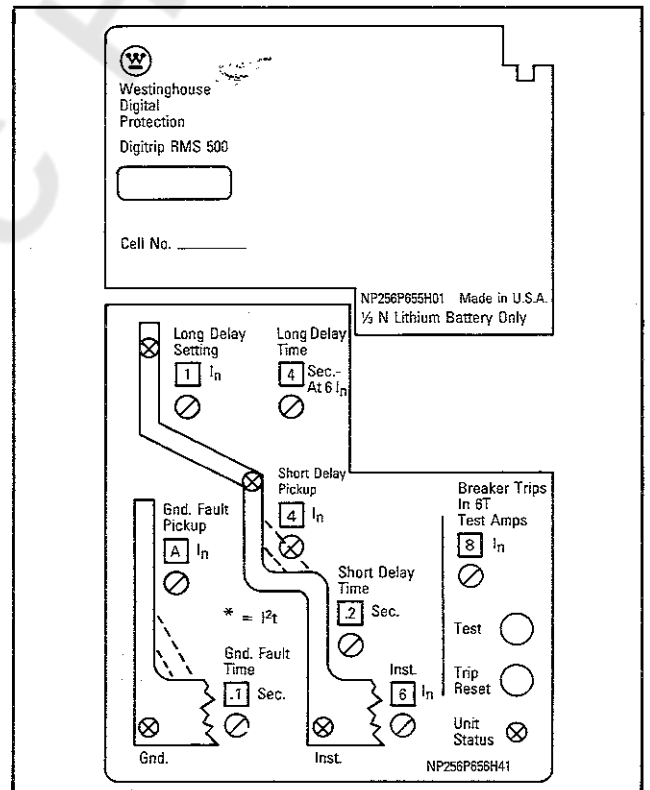 W
Westinghouse
Digital
Protection
Digitrip RMS 500
Cell No.
NP256P655H01 Made in U.S.A.
⅓ N Lithium Battery Only
Long Delay
Setting
1 In
Long Delay
Time
4 Sec.-
At 6 In
Short Delay
Pickup
4 In
Breaker Trips
In 6T
Test Amps
8 In
Gnd. Fault
Pickup
A In
Short Delay
Time
.2 Sec.
* = I²t
Gnd. Fault
Time
.1 Sec.
Inst.
6 In
Test
Trip
Reset
Unit
Status
Gnd.
Inst.
NP256P656H41